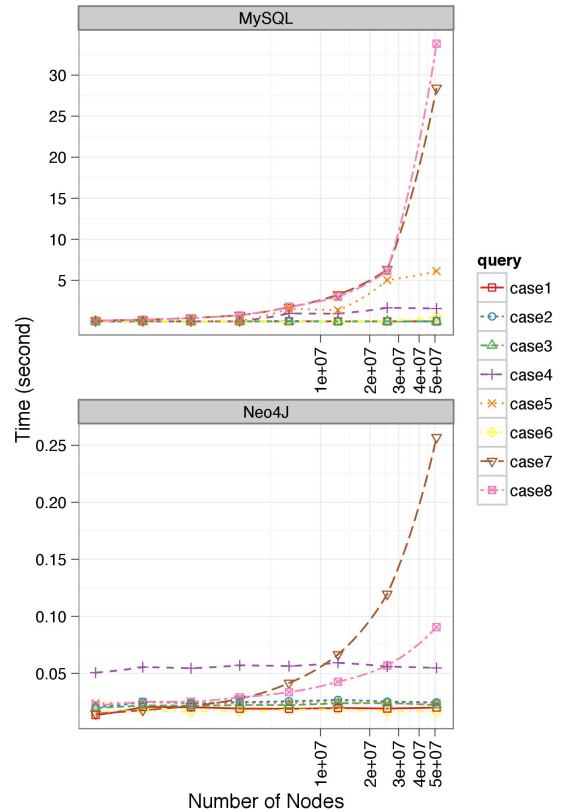 MySQL
30
25
20
15
10
5
1e+07
2e+07
3e+07
4e+07
5e+07
Time (second)
Neo4J
0.25
0.20
0.15
0.10
0.05
1e+07
2e+07
3e+07
4e+07
5e+07
Number of Nodes
query
case1
case2
case3
case4
case5
case6
case7
case8